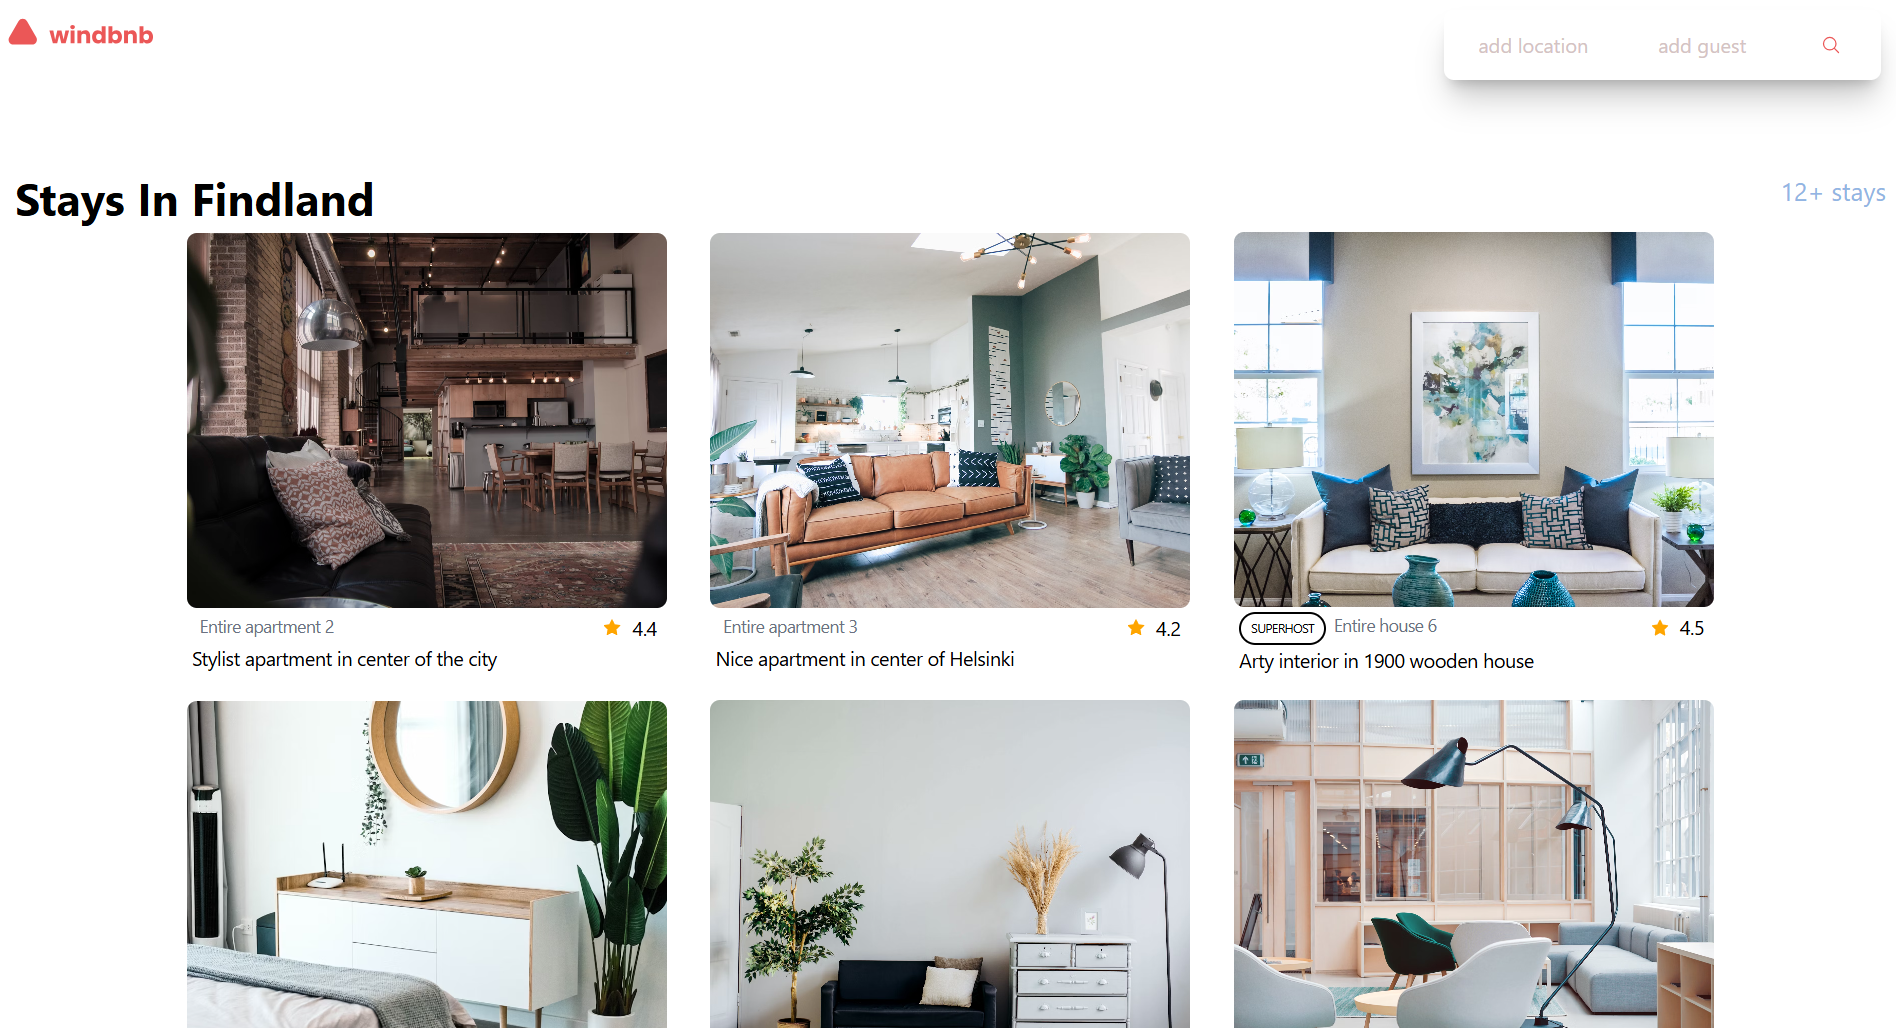 windbnb
add location add guest
Stays In Findland
12+ stays
Entire apartment 2 4.4
Stylist apartment in center of the city
Entire apartment 3 4.2
Nice apartment in center of Helsinki
SUPERHOST Entire house 6 4.5
Arty interior in 1900 wooden house